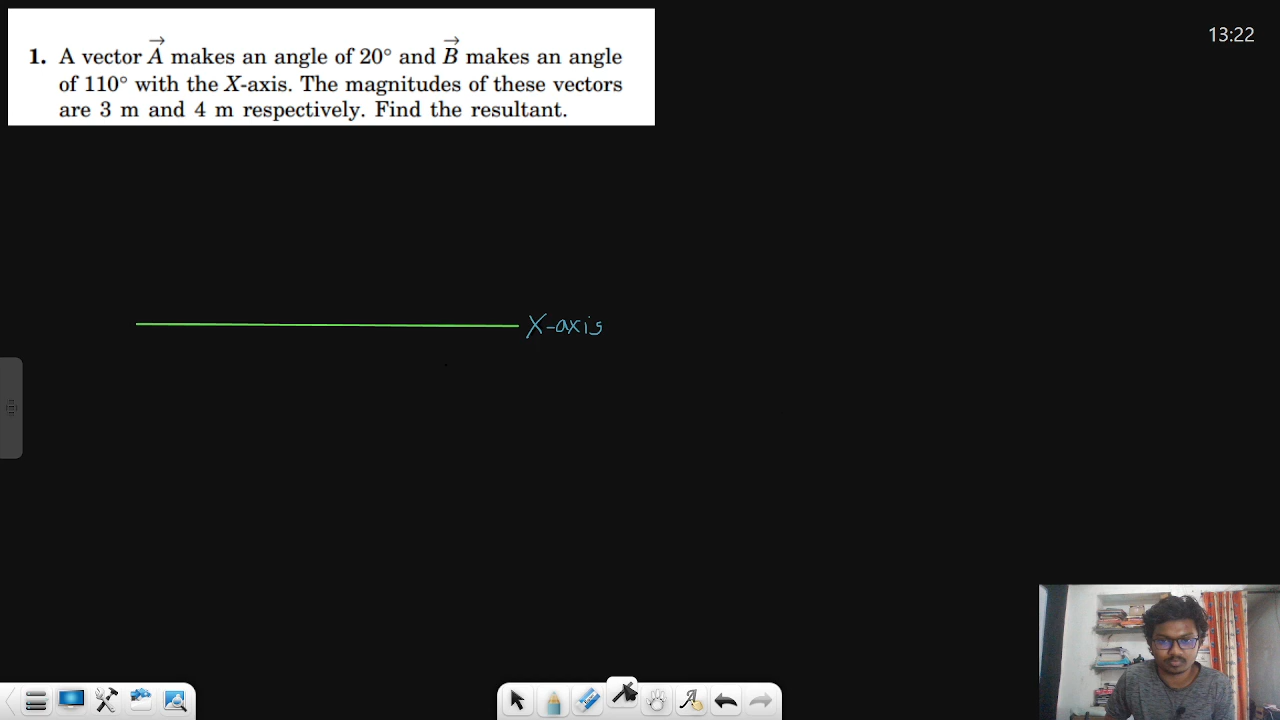 1. A vector A⃗ makes an angle of 20° and B⃗ makes an angle
of 110° with the X-axis. The magnitudes of these vectors
are 3 m and 4 m respectively. Find the resultant.
13:22
X-axis